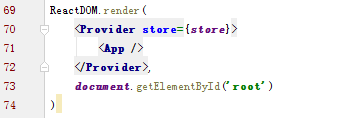 69 ReactDOM.render(
70 <Provider store={store}>
71 <App />
72 </Provider>,
73 document.getElementById('root')
74 )